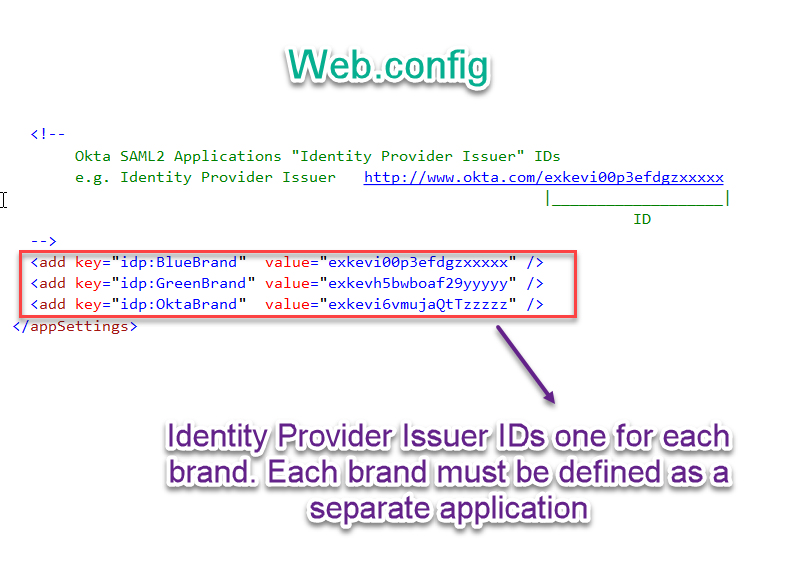 Web.config
<!--
Okta SAML2 Applications "Identity Provider Issuer" IDs
e.g. Identity Provider Issuer   http://www.okta.com/exkevi00p3efdgzxxxxx
|___________________|
ID
-->
<add key="idp:BlueBrand"  value="exkevi00p3efdgzxxxxx" />
<add key="idp:GreenBrand" value="exkevh5bwboaf29yyyyy" />
<add key="idp:OktaBrand"  value="exkevi6vmujaQtTzzzzz" />
</appSettings>
Identity Provider Issuer IDs one for each
brand. Each brand must be defined as a
separate application